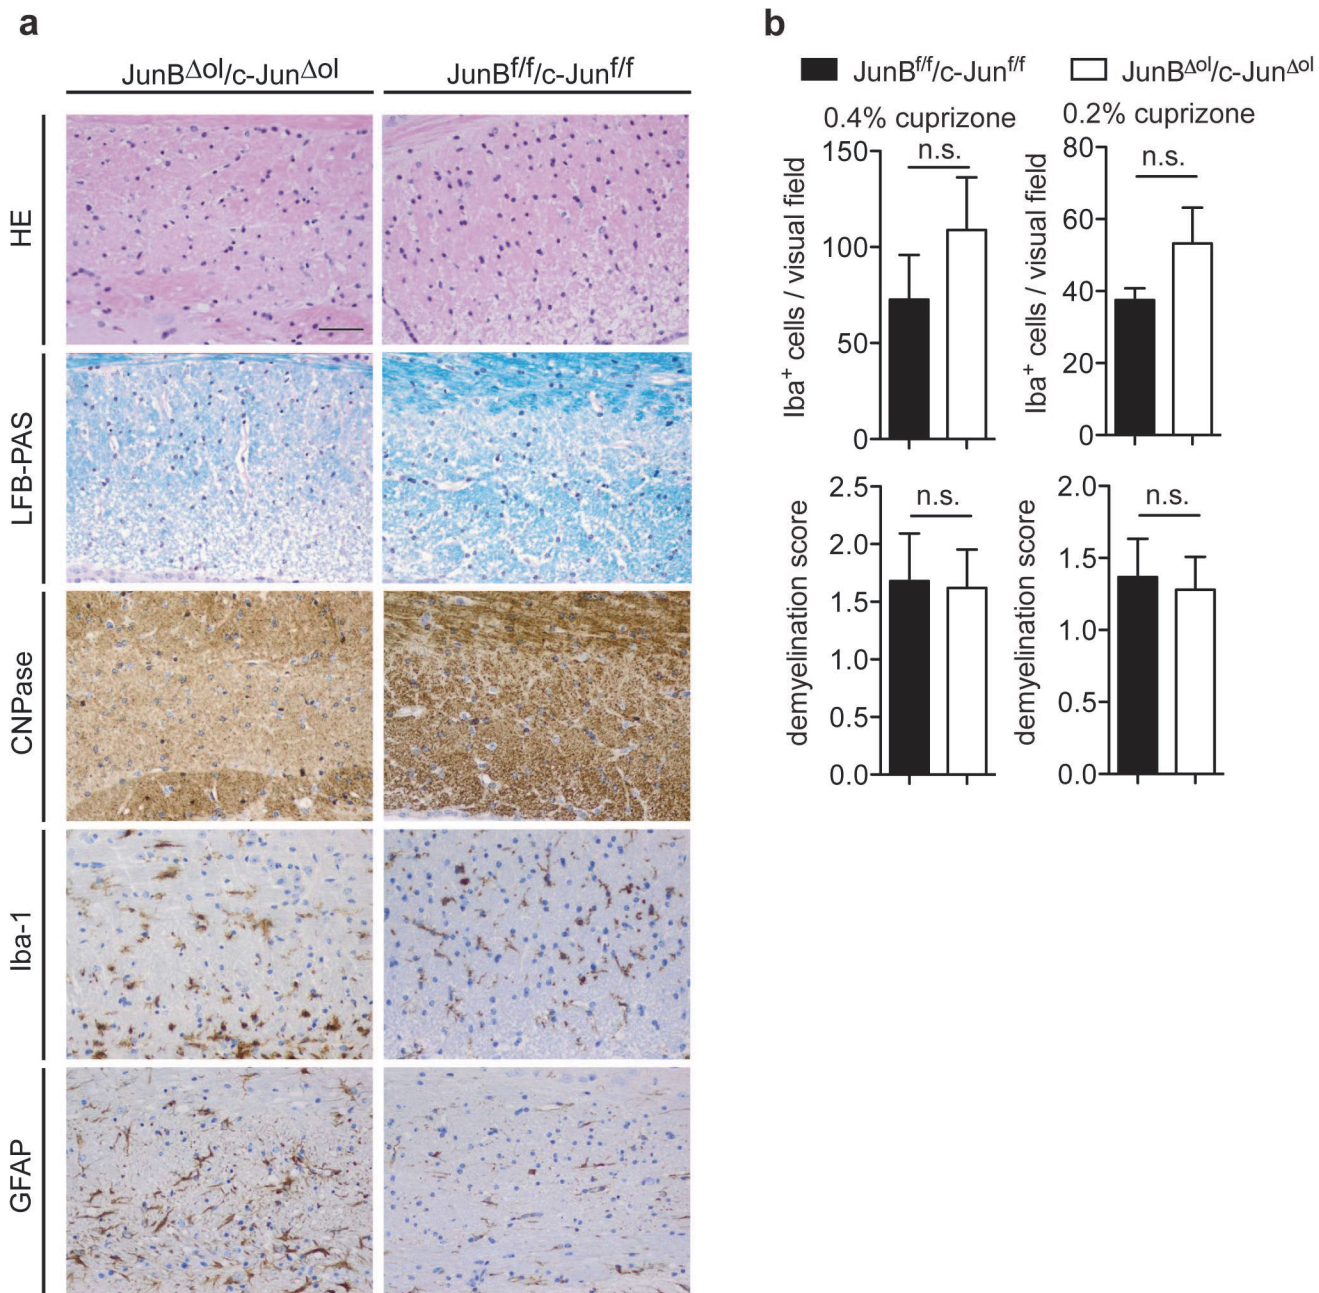 a
JunBΔol/c-JunΔol
JunBf/f/c-Junf/f
HE
LFB-PAS
CNPase
Iba-1
GFAP
b
JunBf/f/c-Junf/f
JunBΔol/c-JunΔol
0.4% cuprizone
Iba+ cells / visual field
150
100
50
0
n.s.
0.2% cuprizone
Iba+ cells / visual field
80
60
40
20
0
n.s.
demyelination score
2.5
2.0
1.5
1.0
0.5
0.0
n.s.
demyelination score
2.0
1.5
1.0
0.5
0.0
n.s.